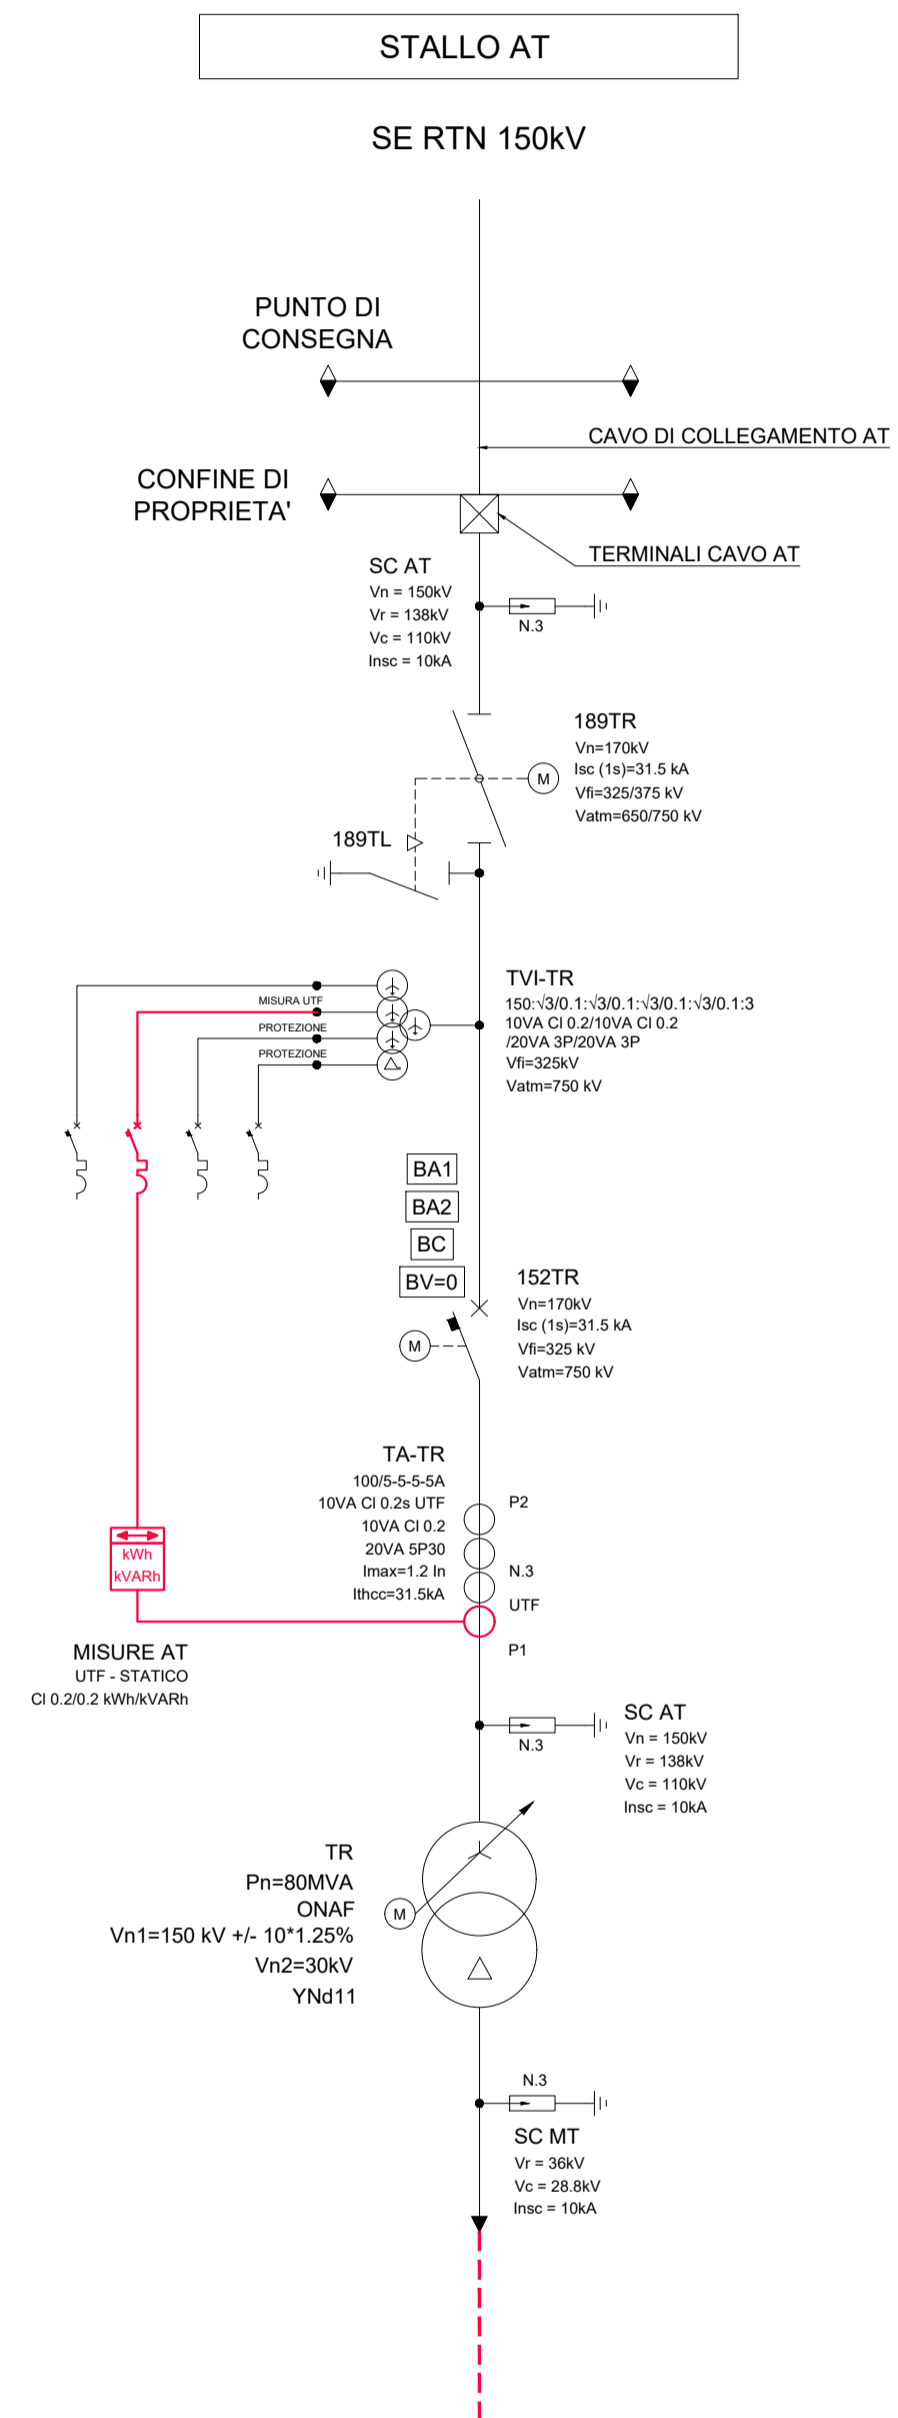 STALLO AT
SE RTN 150kV
PUNTO DI
CONSEGNA
CAVO DI COLLEGAMENTO AT
CONFINE DI
PROPRIETA'
TERMINALI CAVO AT
SC AT
Vn = 150kV
Vr = 138kV
Vc = 110kV
Insc = 10kA
N.3
189TR
Vn=170kV
Isc (1s)=31.5 kA
Vfi=325/375 kV
Vatm=650/750 kV
M
189TL
TVI-TR
150:√3/0.1:√3/0.1:√3/0.1:√3/0.1:3
10VA Cl 0.2/10VA Cl 0.2
/20VA 3P/20VA 3P
Vfi=325kV
Vatm=750 kV
MISURA UTF
PROTEZIONE
PROTEZIONE
BA1
BA2
BC
BV=0
152TR
Vn=170kV
Isc (1s)=31.5 kA
Vfi=325 kV
Vatm=750 kV
M
TA-TR
100/5-5-5-5A
10VA Cl 0.2s UTF
10VA Cl 0.2
20VA 5P30
Imax=1.2 In
Ithcc=31.5kA
P2
N.3
UTF
P1
kWh
kVARh
MISURE AT
UTF - STATICO
Cl 0.2/0.2 kWh/kVARh
N.3
SC AT
Vn = 150kV
Vr = 138kV
Vc = 110kV
Insc = 10kA
TR
Pn=80MVA
ONAF
Vn1=150 kV +/- 10*1.25%
Vn2=30kV
YNd11
M
N.3
SC MT
Vr = 36kV
Vc = 28.8kV
Insc = 10kA